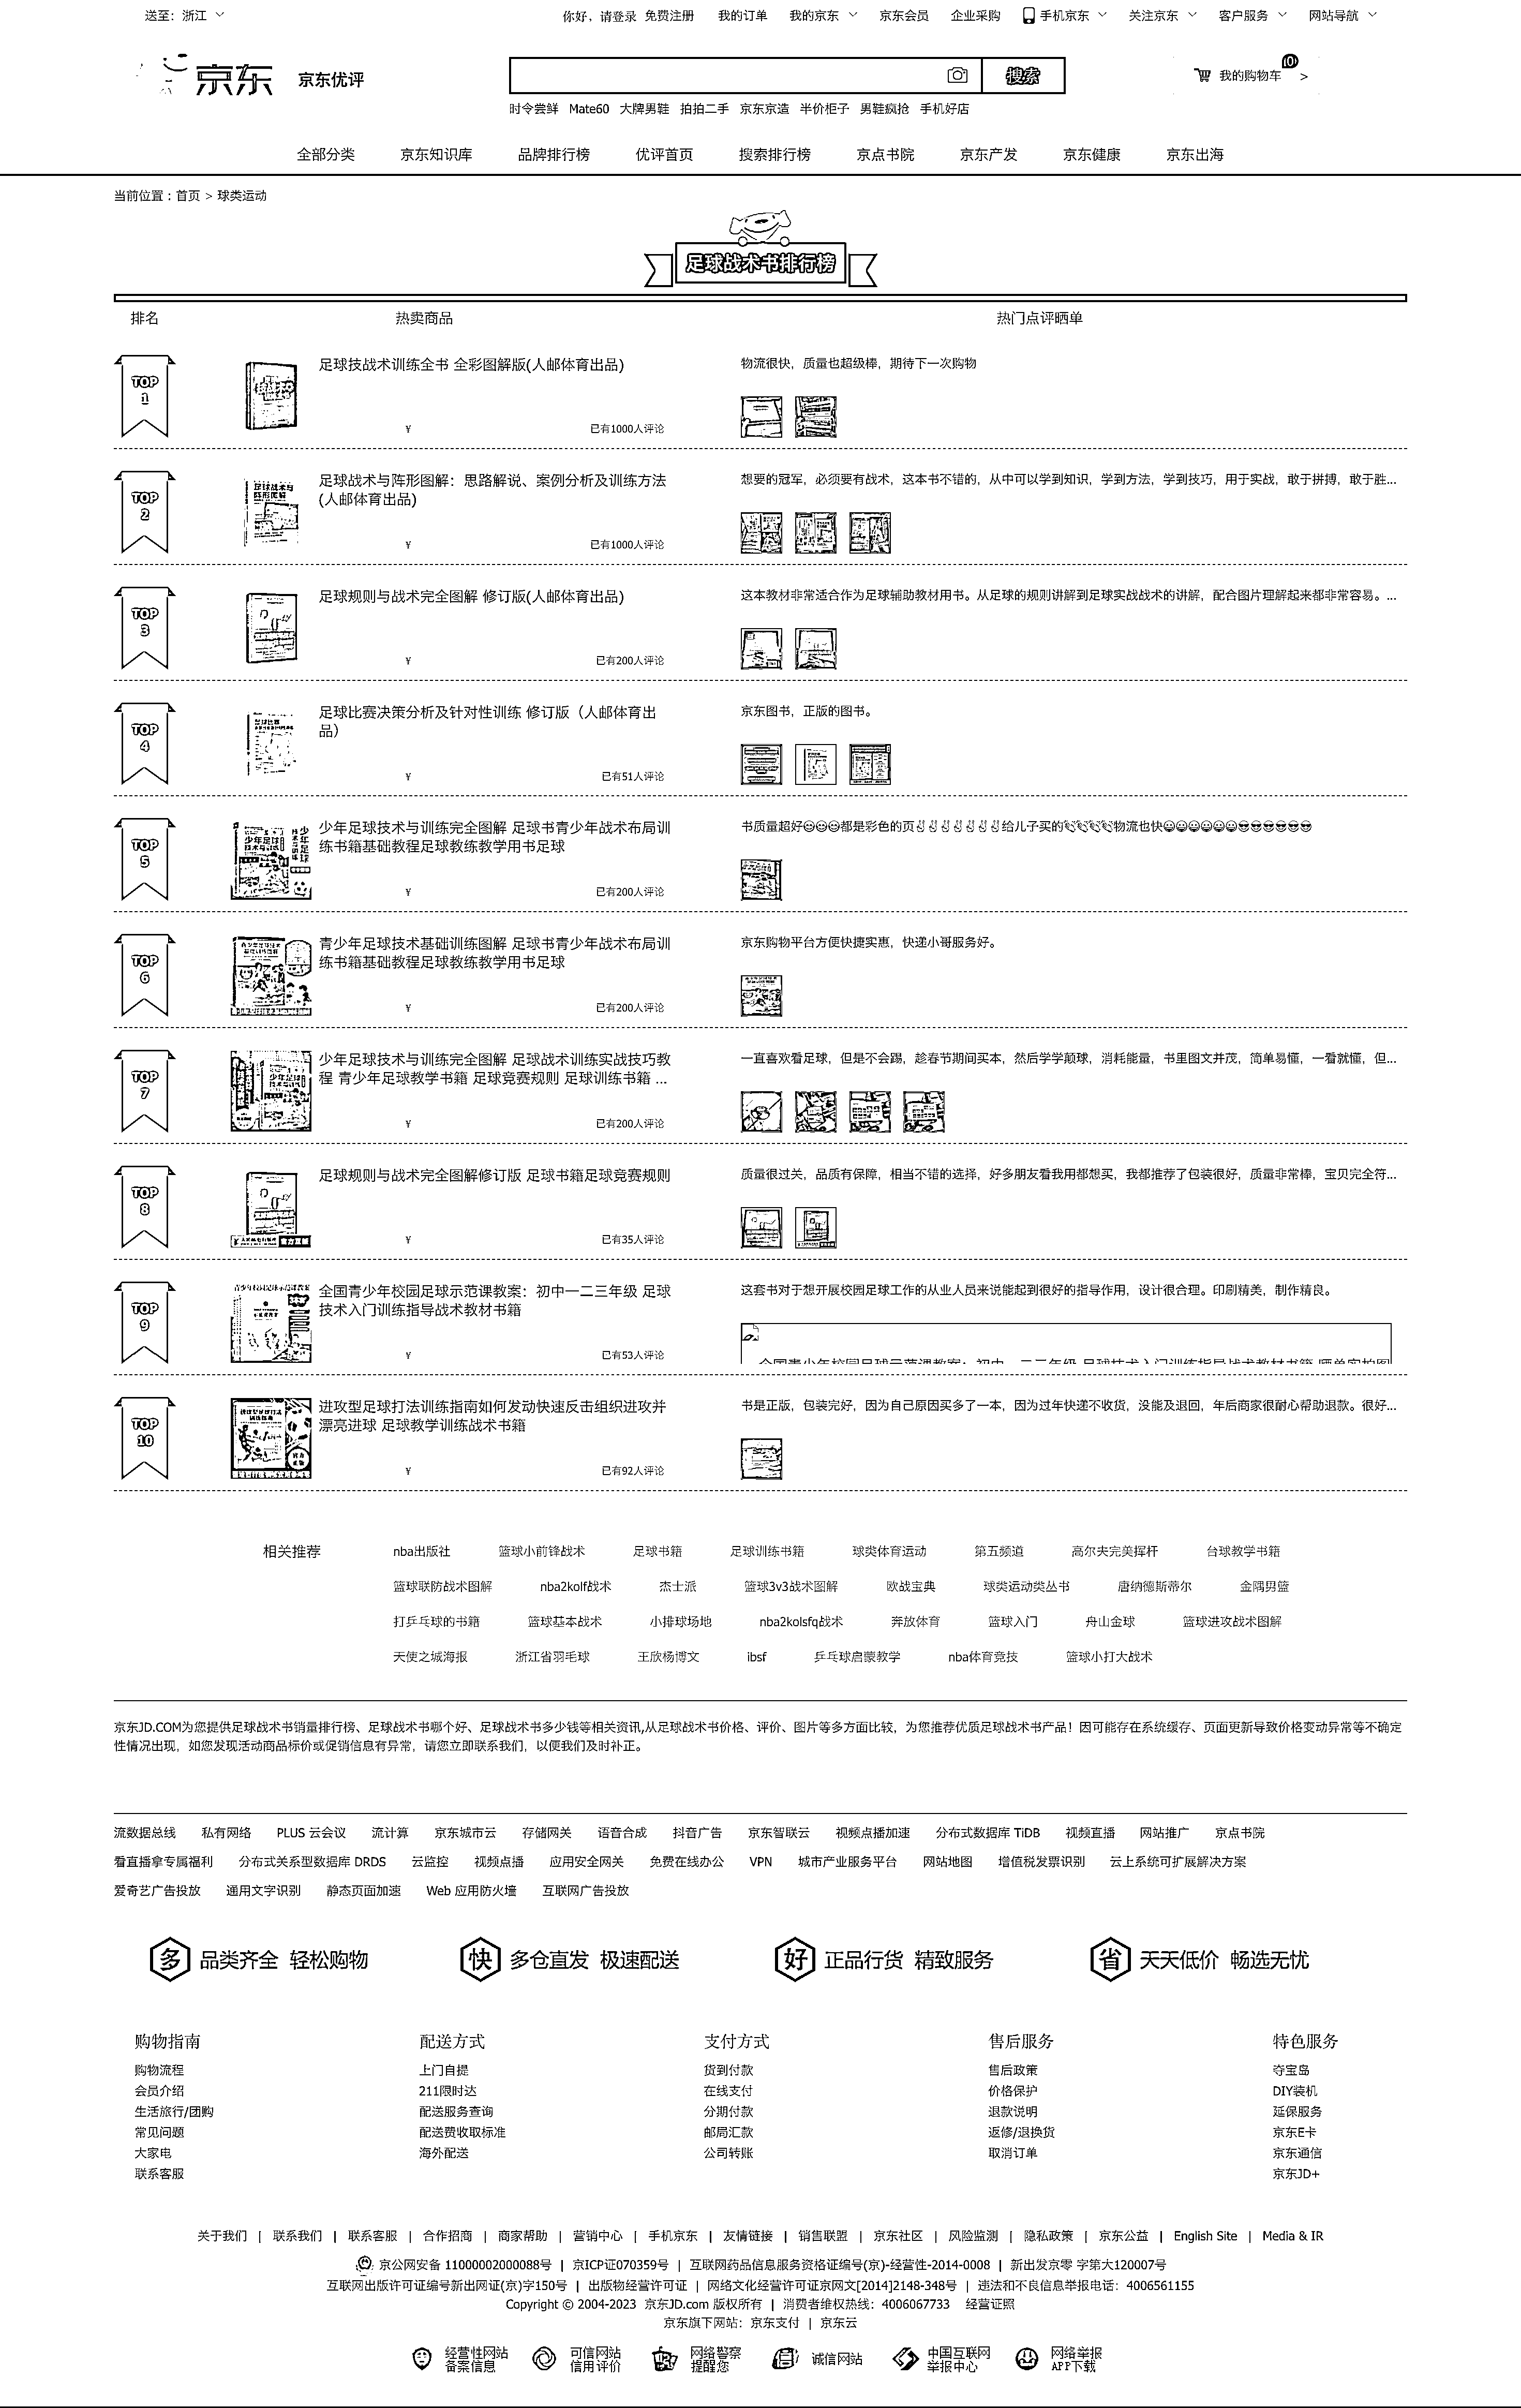 送至：浙江
你好，请登录 免费注册 我的订单 我的京东 京东会员 企业采购 手机京东 关注京东 客户服务 网站导航
京东 京东优评
搜索
我的购物车 0 >
时令尝鲜 Mate60 大牌男鞋 拍拍二手 京东京造 半价柜子 男鞋疯抢 手机好店
全部分类 京东知识库 品牌排行榜 优评首页 搜索排行榜 京点书院 京东产发 京东健康 京东出海
当前位置：首页 > 球类运动
足球战术书排行榜
排名 热卖商品 热门点评晒单
TOP 1
足球技战术训练全书 全彩图解版(人邮体育出品)
¥ 已有1000人评论
物流很快，质量也超级棒，期待下一次购物
TOP 2
足球战术与阵形图解：思路解说、案例分析及训练方法
(人邮体育出品)
¥ 已有1000人评论
想要的冠军，必须要有战术，这本书不错的，从中可以学到知识，学到方法，学到技巧，用于实战，敢于拼搏，敢于胜...
TOP 3
足球规则与战术完全图解 修订版(人邮体育出品)
¥ 已有200人评论
这本教材非常适合作为足球辅助教材用书。从足球的规则讲解到足球实战战术的讲解，配合图片理解起来都非常容易。...
TOP 4
足球比赛决策分析及针对性训练 修订版（人邮体育出
品）
¥ 已有51人评论
京东图书，正版的图书。
TOP 5
少年足球技术与训练完全图解 足球书青少年战术布局训
练书籍基础教程足球教练教学用书足球
¥ 已有200人评论
书质量超好😊😊😊都是彩色的页✌✌✌✌✌✌✌给儿子买的👏👏👏👏物流也快😀😀😀😀😀😀😎😎😎😎😎😎
TOP 6
青少年足球技术基础训练图解 足球书青少年战术布局训
练书籍基础教程足球教练教学用书足球
¥ 已有200人评论
京东购物平台方便快捷实惠，快递小哥服务好。
TOP 7
少年足球技术与训练完全图解 足球战术训练实战技巧教
程 青少年足球教学书籍 足球竞赛规则 足球训练书籍 ...
¥ 已有200人评论
一直喜欢看足球，但是不会踢，趁春节期间买本，然后学学颠球，消耗能量，书里图文并茂，简单易懂，一看就懂，但...
TOP 8
足球规则与战术完全图解修订版 足球书籍足球竞赛规则
¥ 已有35人评论
质量很过关，品质有保障，相当不错的选择，好多朋友看我用都想买，我都推荐了包装很好，质量非常棒，宝贝完全符...
TOP 9
全国青少年校园足球示范课教案：初中一二三年级 足球
技术入门训练指导战术教材书籍
¥ 已有53人评论
这套书对于想开展校园足球工作的从业人员来说能起到很好的指导作用，设计很合理。印刷精美，制作精良。
全国青少年校园足球示范课教案：初中一二三年级 足球技术入门训练指导战术教材书籍 晒单实拍图
TOP 10
进攻型足球打法训练指南如何发动快速反击组织进攻并
漂亮进球 足球教学训练战术书籍
¥ 已有92人评论
书是正版，包装完好，因为自己原因买多了一本，因为过年快递不收货，没能及退回，年后商家很耐心帮助退款。很好...
相关推荐 nba出版社 篮球小前锋战术 足球书籍 足球训练书籍 球类体育运动 第五频道 高尔夫完美挥杆 台球教学书籍
篮球联防战术图解 nba2kolf战术 杰士派 篮球3v3战术图解 欧战宝典 球类运动类丛书 唐纳德斯蒂尔 金隅男篮
打乒乓球的书籍 篮球基本战术 小排球场地 nba2kolsfq战术 奔放体育 篮球入门 舟山金球 篮球进攻战术图解
天使之城海报 浙江省羽毛球 王欣杨博文 ibsf 乒乓球启蒙教学 nba体育竞技 篮球小打大战术
京东JD.COM为您提供足球战术书销量排行榜、足球战术书哪个好、足球战术书多少钱等相关资讯,从足球战术书价格、评价、图片等多方面比较，为您推荐优质足球战术书产品！因可能存在系统缓存、页面更新导致价格变动异常等不确定
性情况出现，如您发现活动商品标价或促销信息有异常，请您立即联系我们，以便我们及时补正。
流数据总线 私有网络 PLUS 云会议 流计算 京东城市云 存储网关 语音合成 抖音广告 京东智联云 视频点播加速 分布式数据库 TiDB 视频直播 网站推广 京点书院
看直播拿专属福利 分布式关系型数据库 DRDS 云监控 视频点播 应用安全网关 免费在线办公 VPN 城市产业服务平台 网站地图 增值税发票识别 云上系统可扩展解决方案
爱奇艺广告投放 通用文字识别 静态页面加速 Web 应用防火墙 互联网广告投放
多 品类齐全 轻松购物 快 多仓直发 极速配送 好 正品行货 精致服务 省 天天低价 畅选无忧
购物指南 配送方式 支付方式 售后服务 特色服务
购物流程 上门自提 货到付款 售后政策 夺宝岛
会员介绍 211限时达 在线支付 价格保护 DIY装机
生活旅行/团购 配送服务查询 分期付款 退款说明 延保服务
常见问题 配送费收取标准 邮局汇款 返修/退换货 京东E卡
大家电 海外配送 公司转账 取消订单 京东通信
联系客服 京东JD+
关于我们 | 联系我们 | 联系客服 | 合作招商 | 商家帮助 | 营销中心 | 手机京东 | 友情链接 | 销售联盟 | 京东社区 | 风险监测 | 隐私政策 | 京东公益 | English Site | Media & IR
京公网安备 11000002000088号 | 京ICP证070359号 | 互联网药品信息服务资格证编号(京)-经营性-2014-0008 | 新出发京零 字第大120007号
互联网出版许可证编号新出网证(京)字150号 | 出版物经营许可证 | 网络文化经营许可证京网文[2014]2148-348号 | 违法和不良信息举报电话：4006561155
Copyright © 2004-2023 京东JD.com 版权所有 | 消费者维权热线：4006067733 经营证照
京东旗下网站：京东支付 | 京东云
经营性网站备案信息 可信网站信用评价 网络警察提醒您 诚信网站 中国互联网举报中心 网络举报APP下载